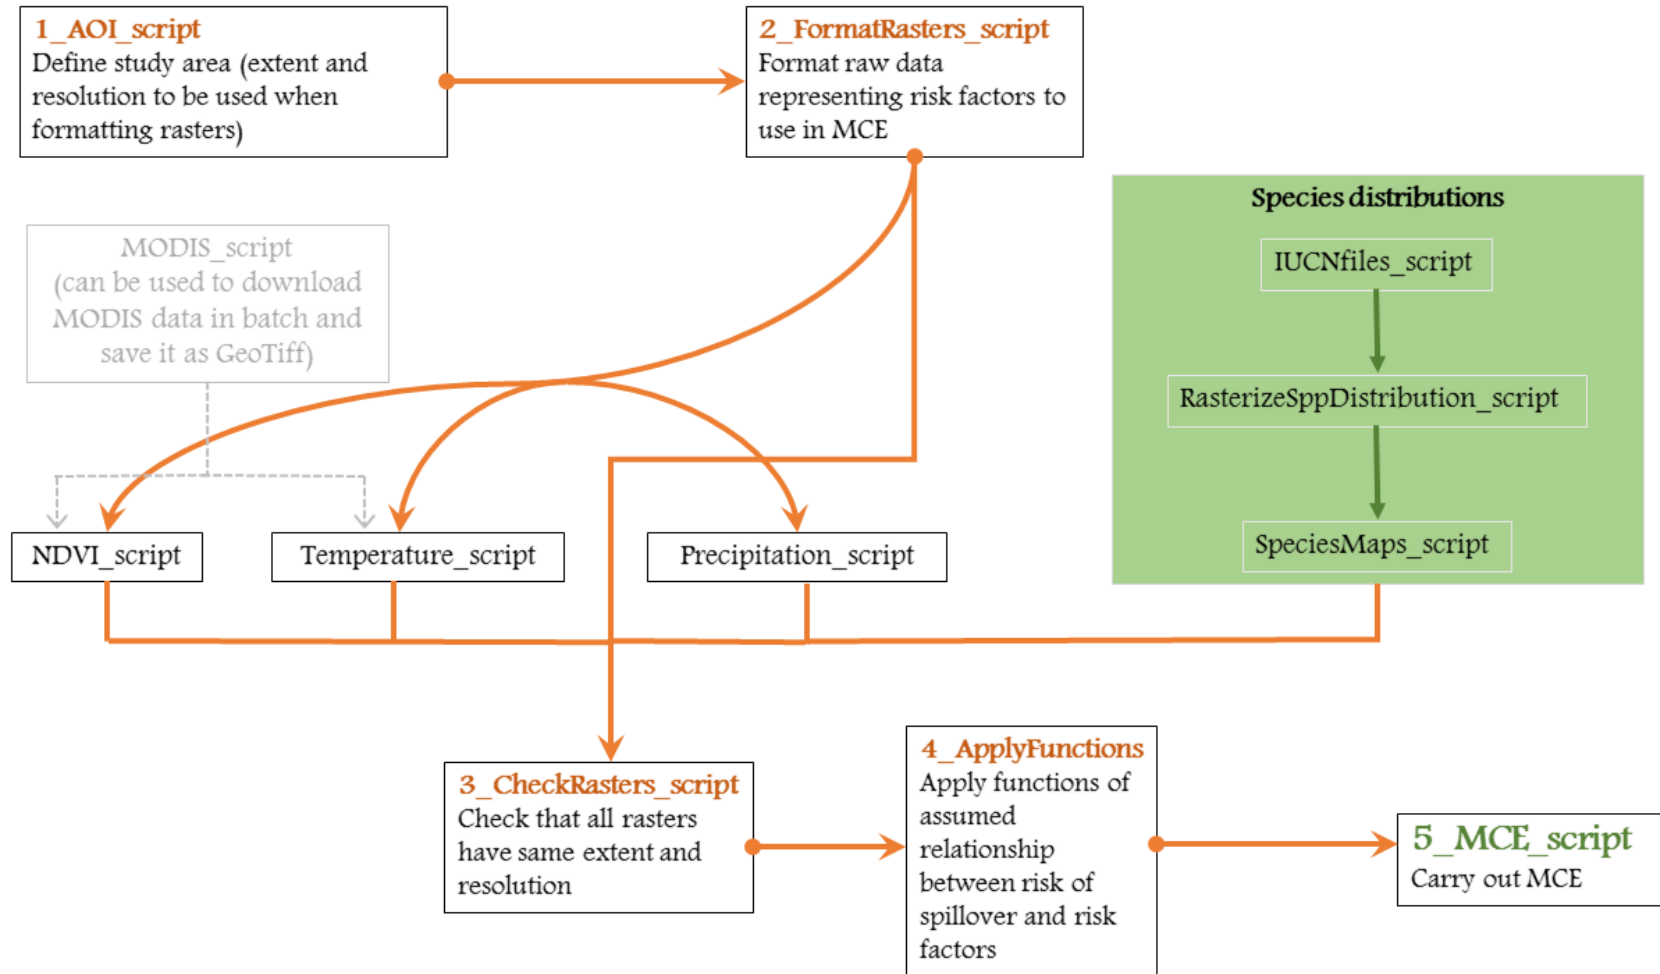 1_AOI_script
Define study area (extent and
resolution to be used when
formatting rasters)
2_FormatRasters_script
Format raw data
representing risk factors to
use in MCE
Species distributions
IUCNfiles_script
RasterizeSppDistribution_script
SpeciesMaps_script
MODIS_script
(can be used to download
MODIS data in batch and
save it as GeoTiff)
NDVI_script
Temperature_script
Precipitation_script
3_CheckRasters_script
Check that all rasters
have same extent and
resolution
4_ApplyFunctions
Apply functions of
assumed
relationship
between risk of
spillover and risk
factors
5_MCE_script
Carry out MCE